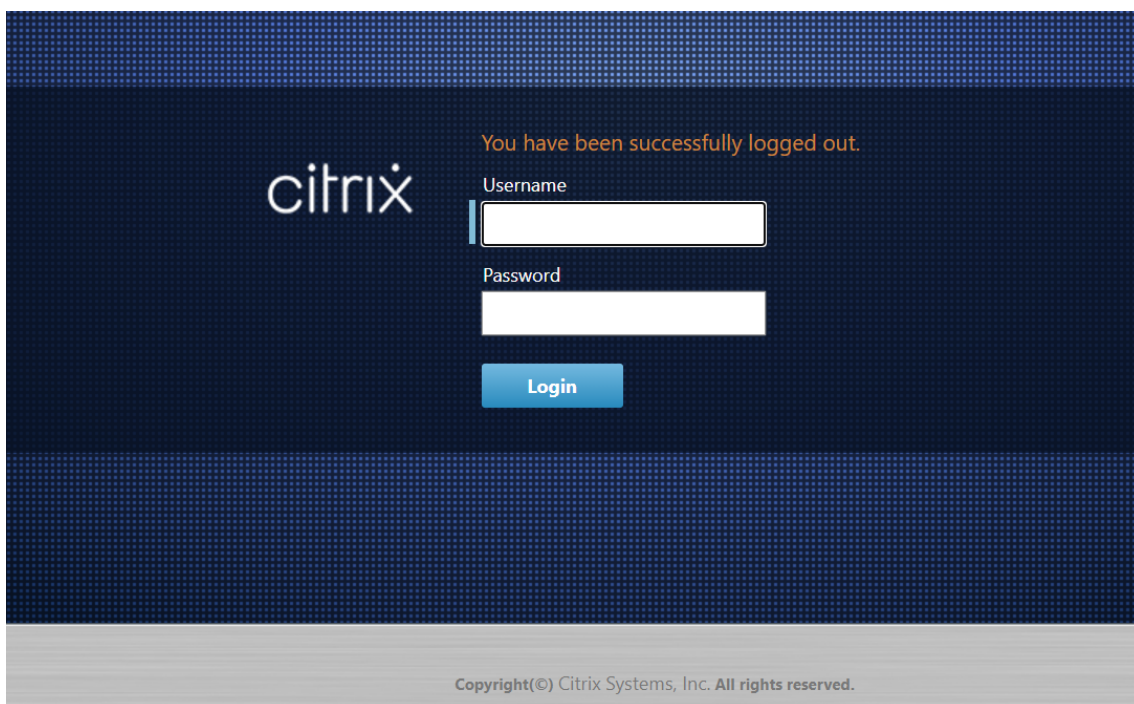 You have been successfully logged out.
citrix
Username
Password
Login
Copyright(©) Citrix Systems, Inc. All rights reserved.